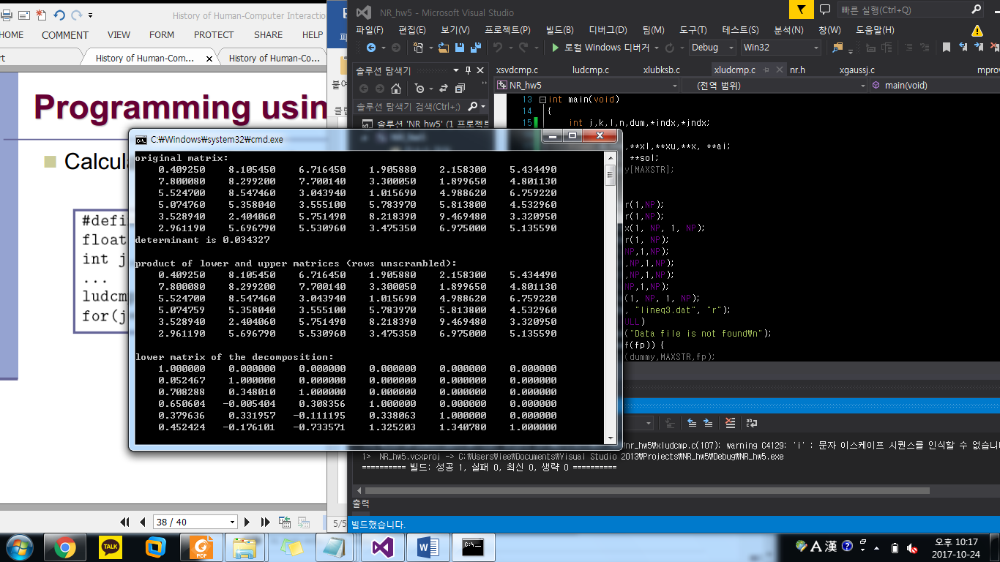 History of Human-Computer Interaction
HOME COMMENT VIEW FORM PROTECT SHARE HELP
rt History of Human-Com... × History of Human-Co...
Programming usin
Calcula
#defi
float
int j
...
ludcm
for(j
38 / 40
NR_hw5 - Microsoft Visual Studio
빠른 실행(Ctrl+Q)
파일(F) 편집(E) 보기(V) 프로젝트(P) 빌드(B) 디버그(D) 팀(M) 도구(T) 테스트(S) 분석(N) 창(W) 도움말(H)
로컬 Windows 디버거 Debug Win32
솔루션 탐색기
xsvdcmp.c ludcmp.c xlubksb.c xludcmp.c nr.h xgaussj.c mprov
NR_hw5 (전역 범위) main(void)
솔루션 탐색기 검색(Ctrl+;)
솔루션 'NR_hw5' (1 프로젝트
13 int main(void)
14 {
15 int j,k,l,n,dum,*indx,*jndx;
,**xl,**xu,**x, **ai;
**sol;
y[MAXSTR];
r(1,NP);
r(1,NP);
x(1, NP, 1, NP);
r(1, NP);
NP,1,NP);
,NP,1,NP);
,NP,1,NP);
NP,1,NP);
(1, NP, 1, NP);
, "lineq3.dat", "r");
ULL)
("Data file is not found₩n");
f(fp)) {
(dummy,MAXSTR,fp);
C:₩Windows₩system32₩cmd.exe
original matrix:
0.409250 8.105450 6.716450 1.905880 2.158300 5.434490
7.800080 8.299200 7.700140 3.300050 1.899650 4.801130
5.524700 8.547460 3.043940 1.015690 4.988620 6.759220
5.074760 5.358040 3.555100 5.783970 5.813800 4.532960
3.528940 2.404060 5.751490 8.218390 9.469480 3.320950
2.961190 5.696790 5.530960 3.475350 6.975000 5.135590
determinant is 0.034327
product of lower and upper matrices (rows unscrambled):
0.409250 8.105450 6.716450 1.905880 2.158300 5.434490
7.800080 8.299200 7.700140 3.300050 1.899650 4.801130
5.524700 8.547460 3.043940 1.015690 4.988620 6.759220
5.074759 5.358040 3.555100 5.783970 5.813800 4.532960
3.528940 2.404060 5.751490 8.218390 9.469480 3.320950
2.961190 5.696790 5.530960 3.475350 6.975000 5.135590
lower matrix of the decomposition:
1.000000 0.000000 0.000000 0.000000 0.000000 0.000000
0.052467 1.000000 0.000000 0.000000 0.000000 0.000000
0.708288 0.348010 1.000000 0.000000 0.000000 0.000000
0.650604 -0.005404 0.308356 1.000000 0.000000 0.000000
0.379636 0.331957 -0.111195 0.338063 1.000000 0.000000
0.452424 -0.176101 -0.733571 1.325203 1.340780 1.000000
₩nr_hw5₩xludcmp.c(107): warning C4129: 'i' : 문자 이스케이프 시퀀스를 인식할 수 없습니
1> NR_hw5.vcxproj -> C:₩Users₩lee₩Documents₩Visual Studio 2013₩Projects₩NR_hw5₩Debug₩NR_hw5.exe
========== 빌드: 성공 1, 실패 0, 최신 0, 생략 0 ==========
출력
5/5
빌드했습니다.
TALK
PDF
A 漢
오후 10:17
2017-10-24